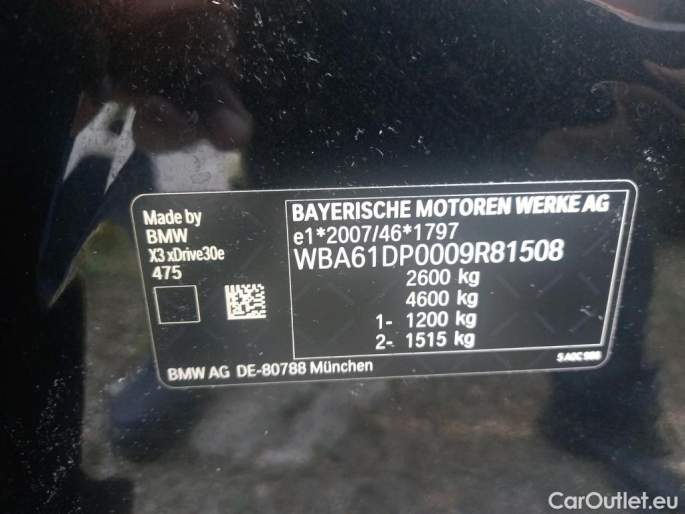 Made by
BMW
X3 xDrive30e
475
BMW AG DE-80788 München
BAYERISCHE MOTOREN WERKE AG
e1*2007/46*1797
WBA61DP0009R81508
2600 kg
4600 kg
1- 1200 kg
2- 1515 kg
CarOutlet.eu